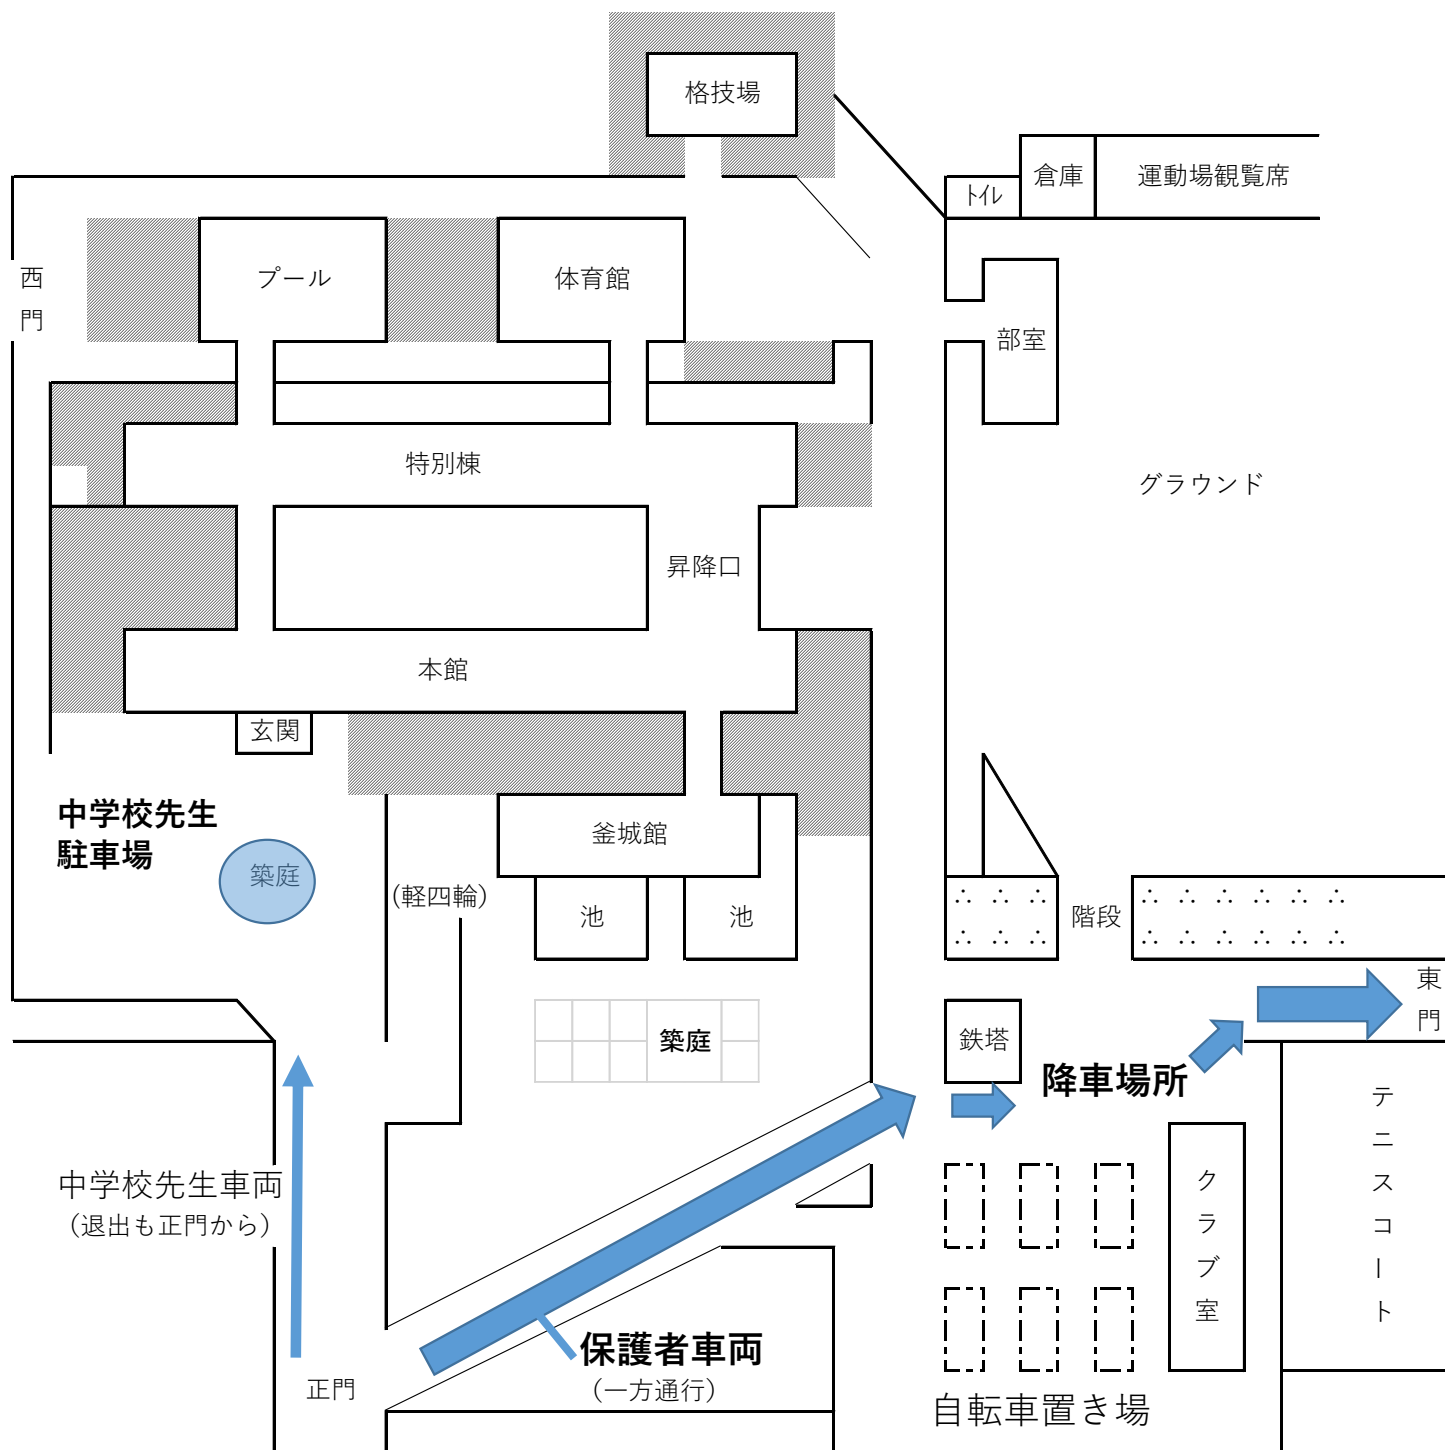 格技場
倉庫
運動場観覧席
ﾄｲﾚ
西門
プール
体育館
部室
特別棟
グラウンド
昇降口
本館
玄関
中学校先生
駐車場
釜城館
築庭
(軽四輪)
池
池
階段
東門
築庭
鉄塔
降車場所
テニスコート
中学校先生車両
(退出も正門から)
クラブ室
保護者車両
(一方通行)
正門
自転車置き場